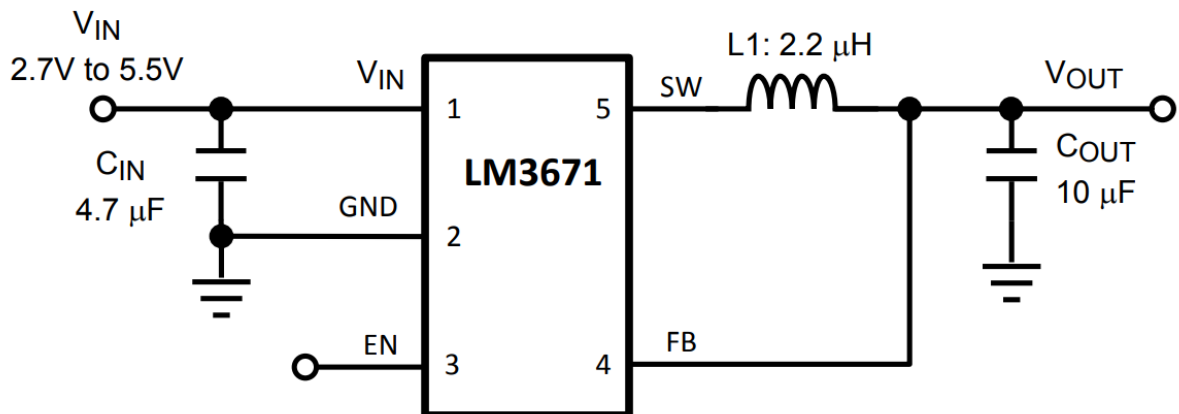 VIN
2.7V to 5.5V
VIN
L1: 2.2 μH
SW
VOUT
1
5
CIN
4.7 μF
LM3671
COUT
10 μF
GND
2
EN
3
4
FB